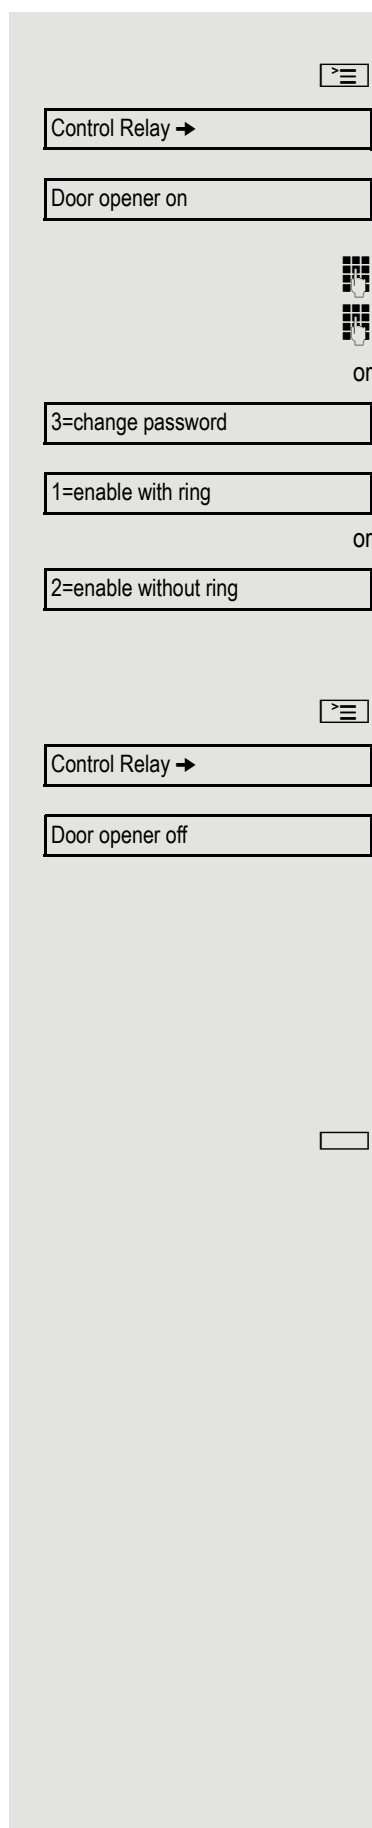 Control Relay →
Door opener on
or
3=change password
1=enable with ring
or
2=enable without ring
Control Relay →
Door opener off